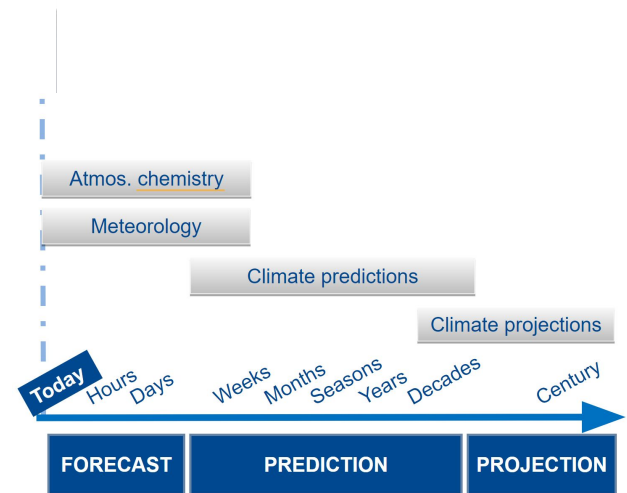 Atmos. chemistry
Meteorology
Climate predictions
Climate projections
Today
Hours
Days
Weeks
Months
Seasons
Years
Decades
Century
FORECAST
PREDICTION
PROJECTION